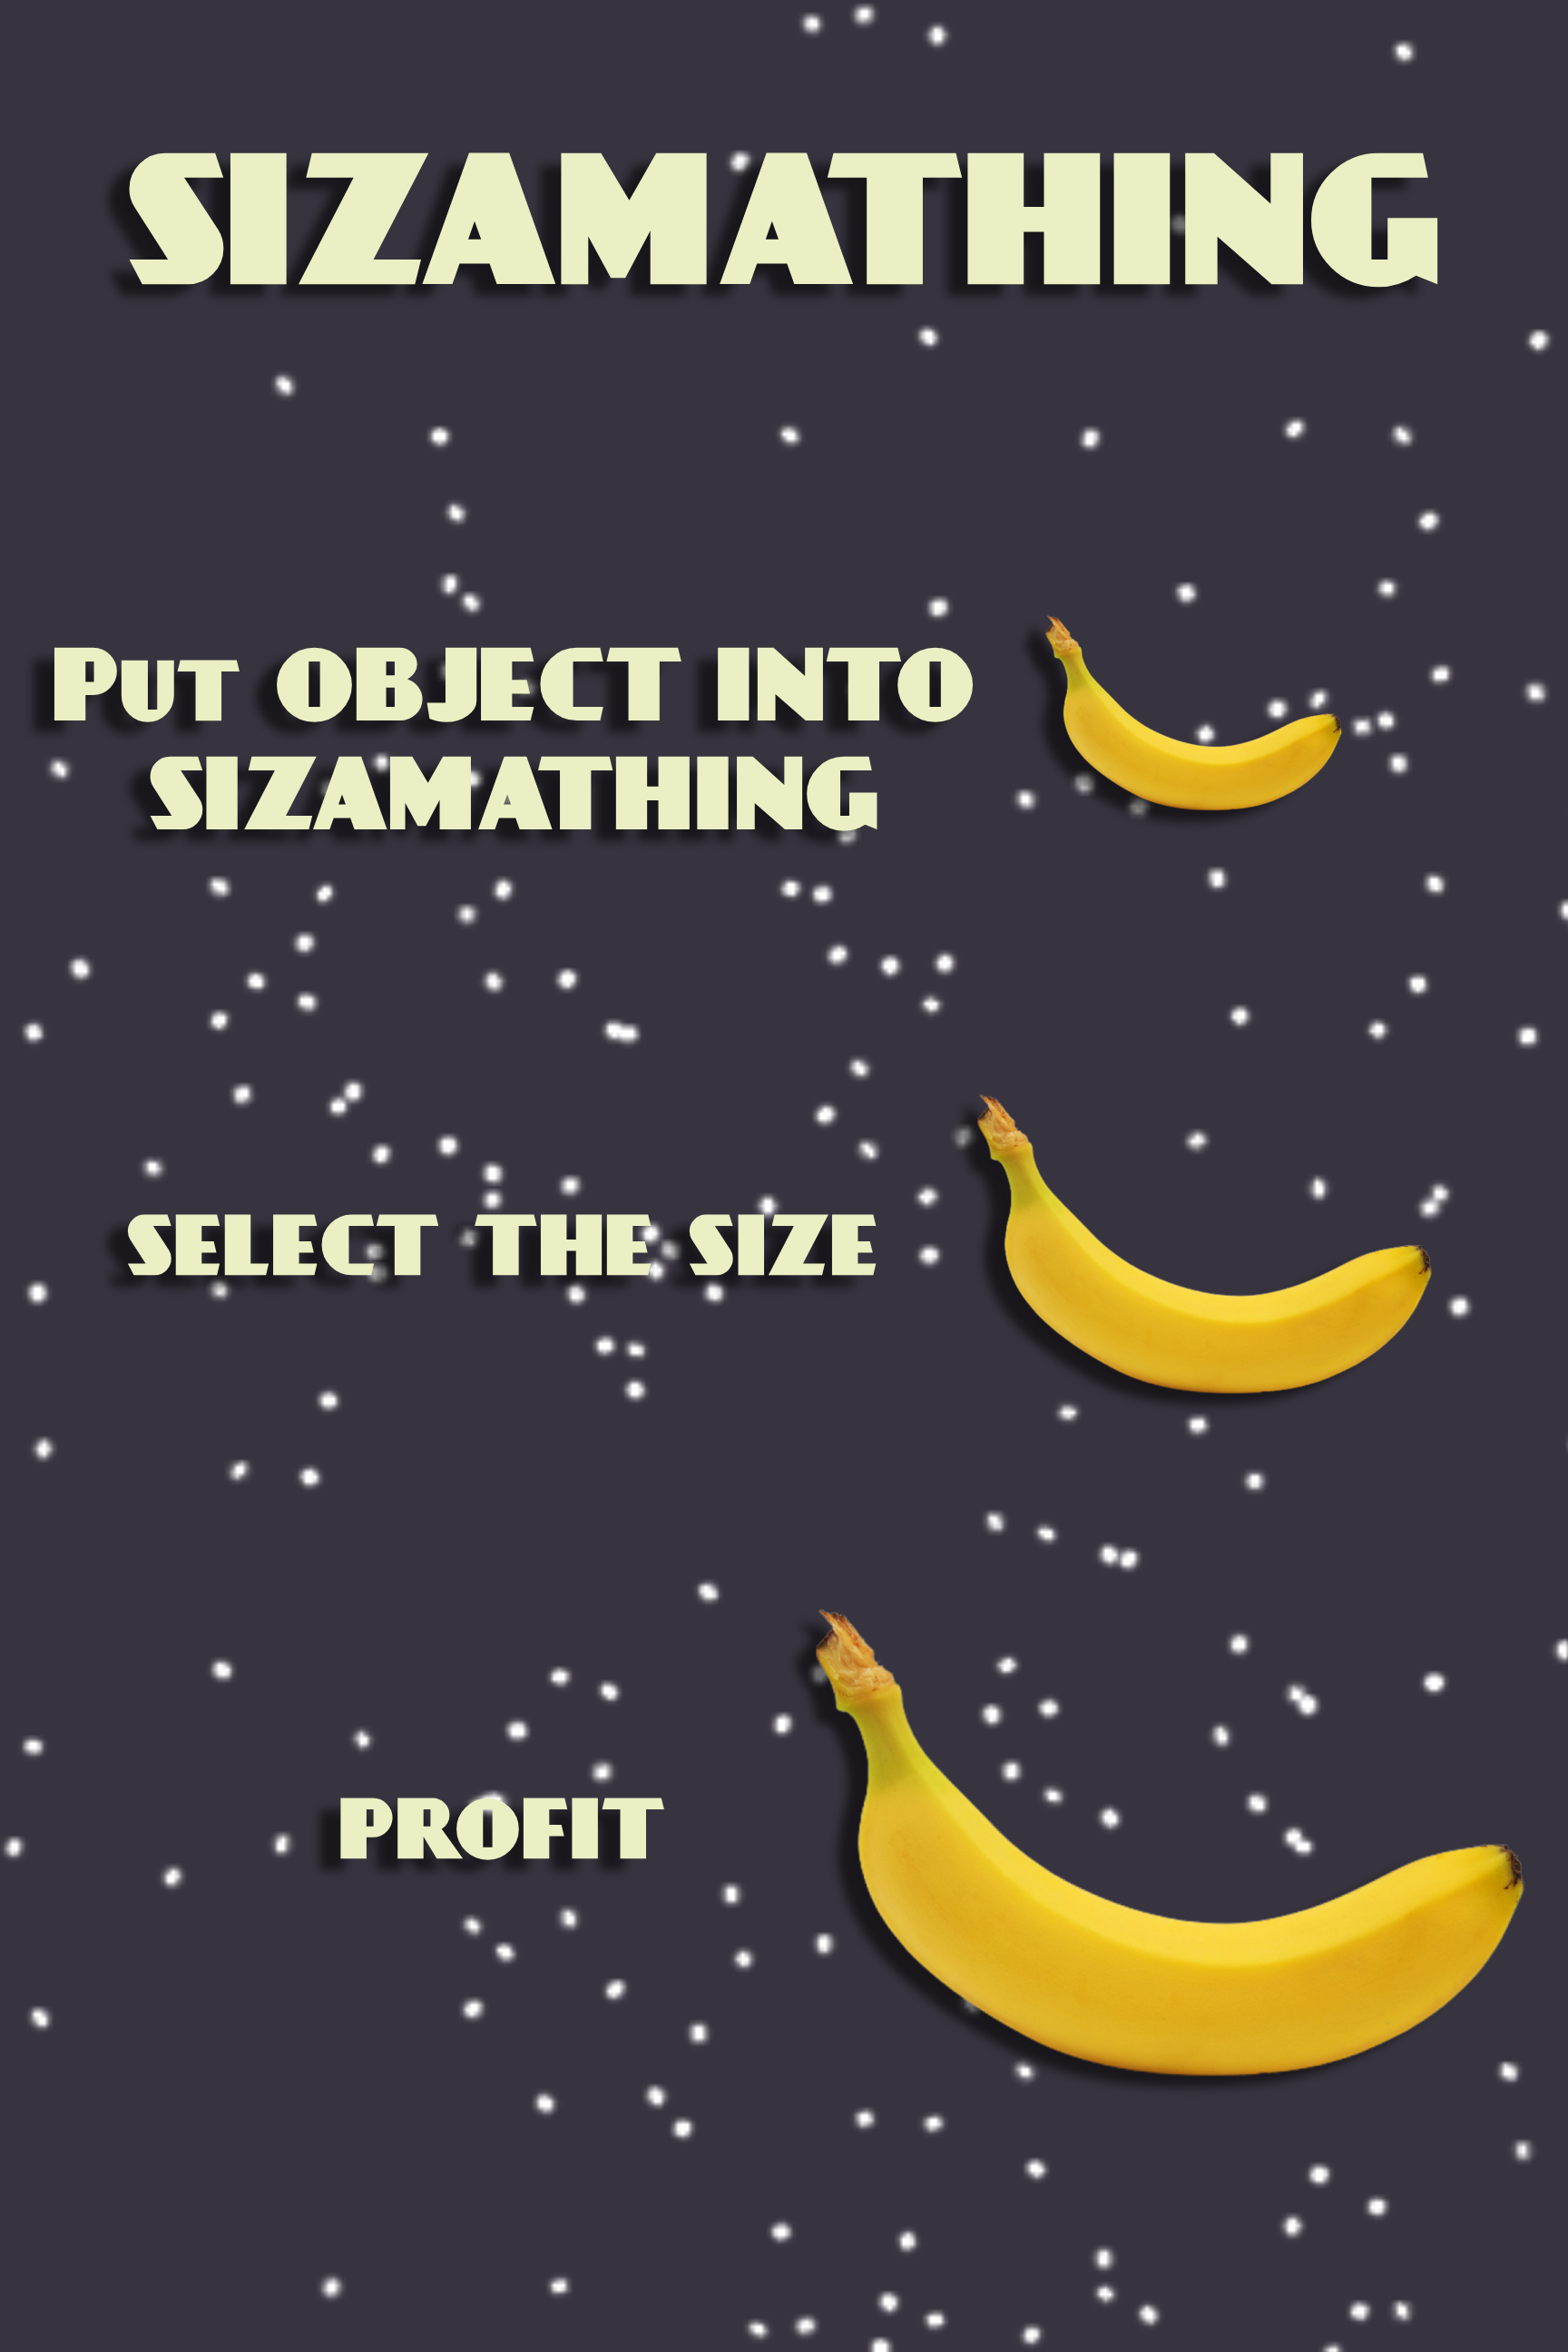 SIZAMATHING
PUT OBJECT INTO
SIZAMATHING
SELECT THE SIZE
PROFIT